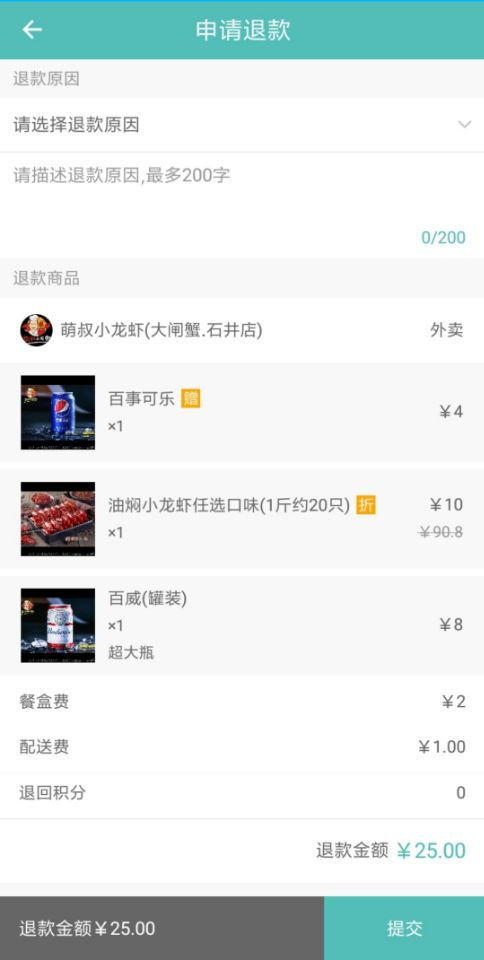 申请退款
退款原因
请选择退款原因
请描述退款原因,最多200字
0/200
退款商品
萌叔小龙虾(大闸蟹.石井店) 外卖
百事可乐 赠
×1
￥4
油焖小龙虾任选口味(1斤约20只) 折 ￥10
×1 ￥90.8
百威(罐装)
×1 ￥8
超大瓶
餐盒费 ￥2
配送费 ￥1.00
退回积分 0
退款金额 ￥25.00
退款金额￥25.00 提交